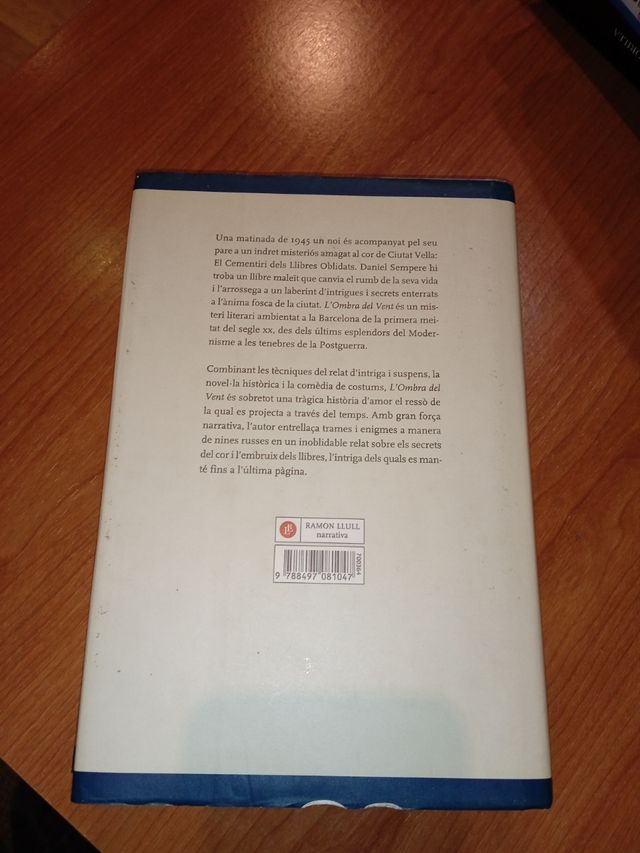 Una matinada de 1945 un noi és acompanyat pel seu
pare a un indret misteriós amagat al cor de Ciutat Vella:
El Cementiri dels Llibres Oblidats. Daniel Sempere hi
troba un llibre maleït que canvia el rumb de la seva vida
i l'arrossega a un laberint d'intrigues i secrets enterrats
a l'ànima fosca de la ciutat. L'Ombra del Vent és un mis-
teri literari ambientat a la Barcelona de la primera mei-
tat del segle XX, des dels últims esplendors del Moder-
nisme a les tenebres de la Postguerra.
Combinant les tècniques del relat d'intriga i suspens, la
novel·la històrica i la comèdia de costums, L'Ombra del
Vent és sobretot una tràgica història d'amor el ressò de
la qual es projecta a través del temps. Amb gran força
narrativa, l'autor entrellaça trames i enigmes a manera
de nines russes en un inoblidable relat sobre els secrets
del cor i l'embruix dels llibres, l'intriga dels quals es man-
té fins a l'última pàgina.
RAMON LLULL
narrativa
700364
9 788497 081047